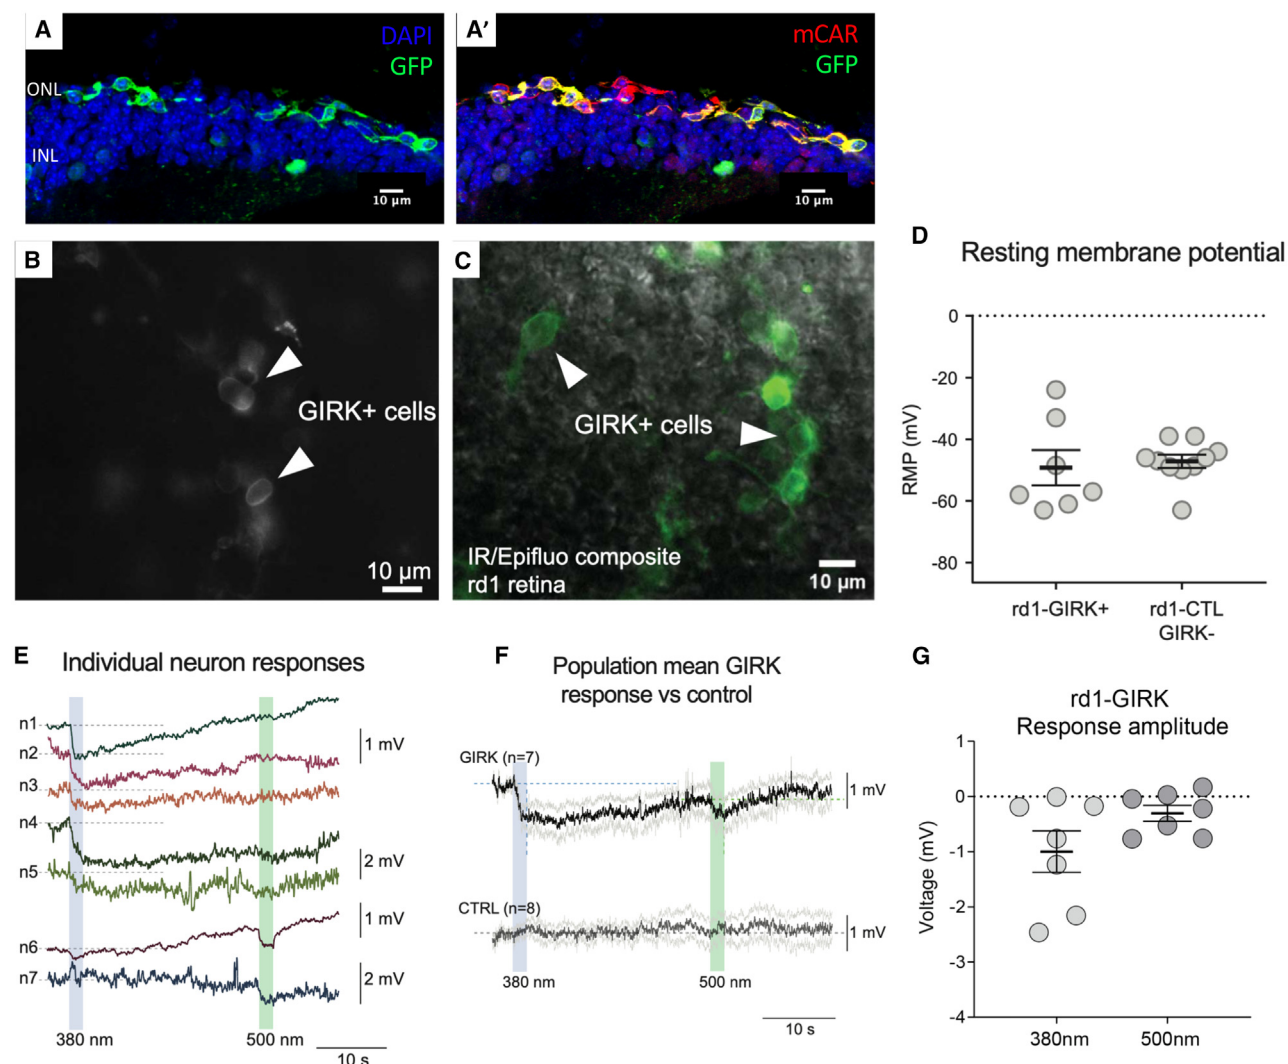 A
DAPI
GFP
ONL
INL
10 µm
A′
mCAR
GFP
10 µm
B
GIRK+ cells
10 µm
C
GIRK+ cells
IR/Epifluo composite
rd1 retina
10 µm
D
Resting membrane potential
RMP (mV)
0
-20
-40
-60
-80
rd1-GIRK+
rd1-CTL
GIRK-
E
Individual neuron responses
n1
n2
n3
n4
n5
n6
n7
1 mV
2 mV
1 mV
2 mV
380 nm
500 nm
10 s
F
Population mean GIRK
response vs control
GIRK (n=7)
1 mV
CTRL (n=8)
1 mV
380 nm
500 nm
10 s
G
rd1-GIRK
Response amplitude
Voltage (mV)
1
0
-1
-2
-3
-4
380nm
500nm